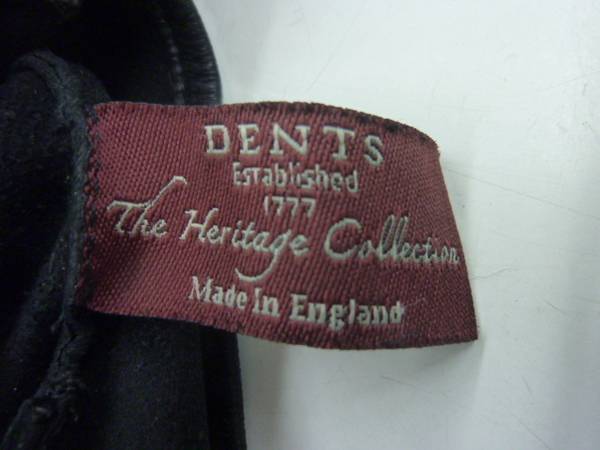 DENTS
Established
1777
The Heritage Collection
Made In England